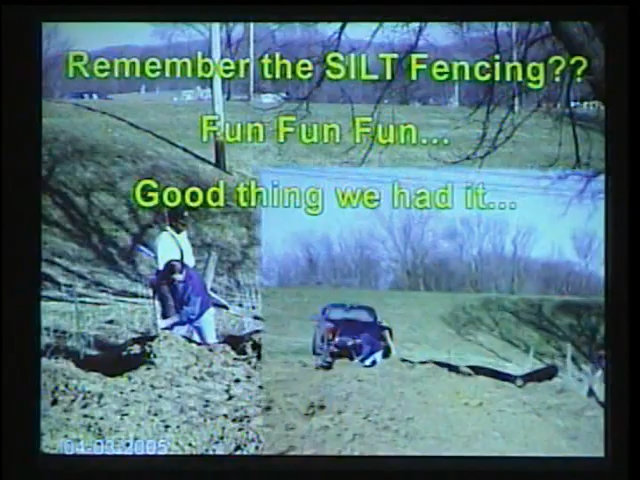 Remember the SILT Fencing??
Fun Fun Fun...
Good thing we had it...
04-03-2005